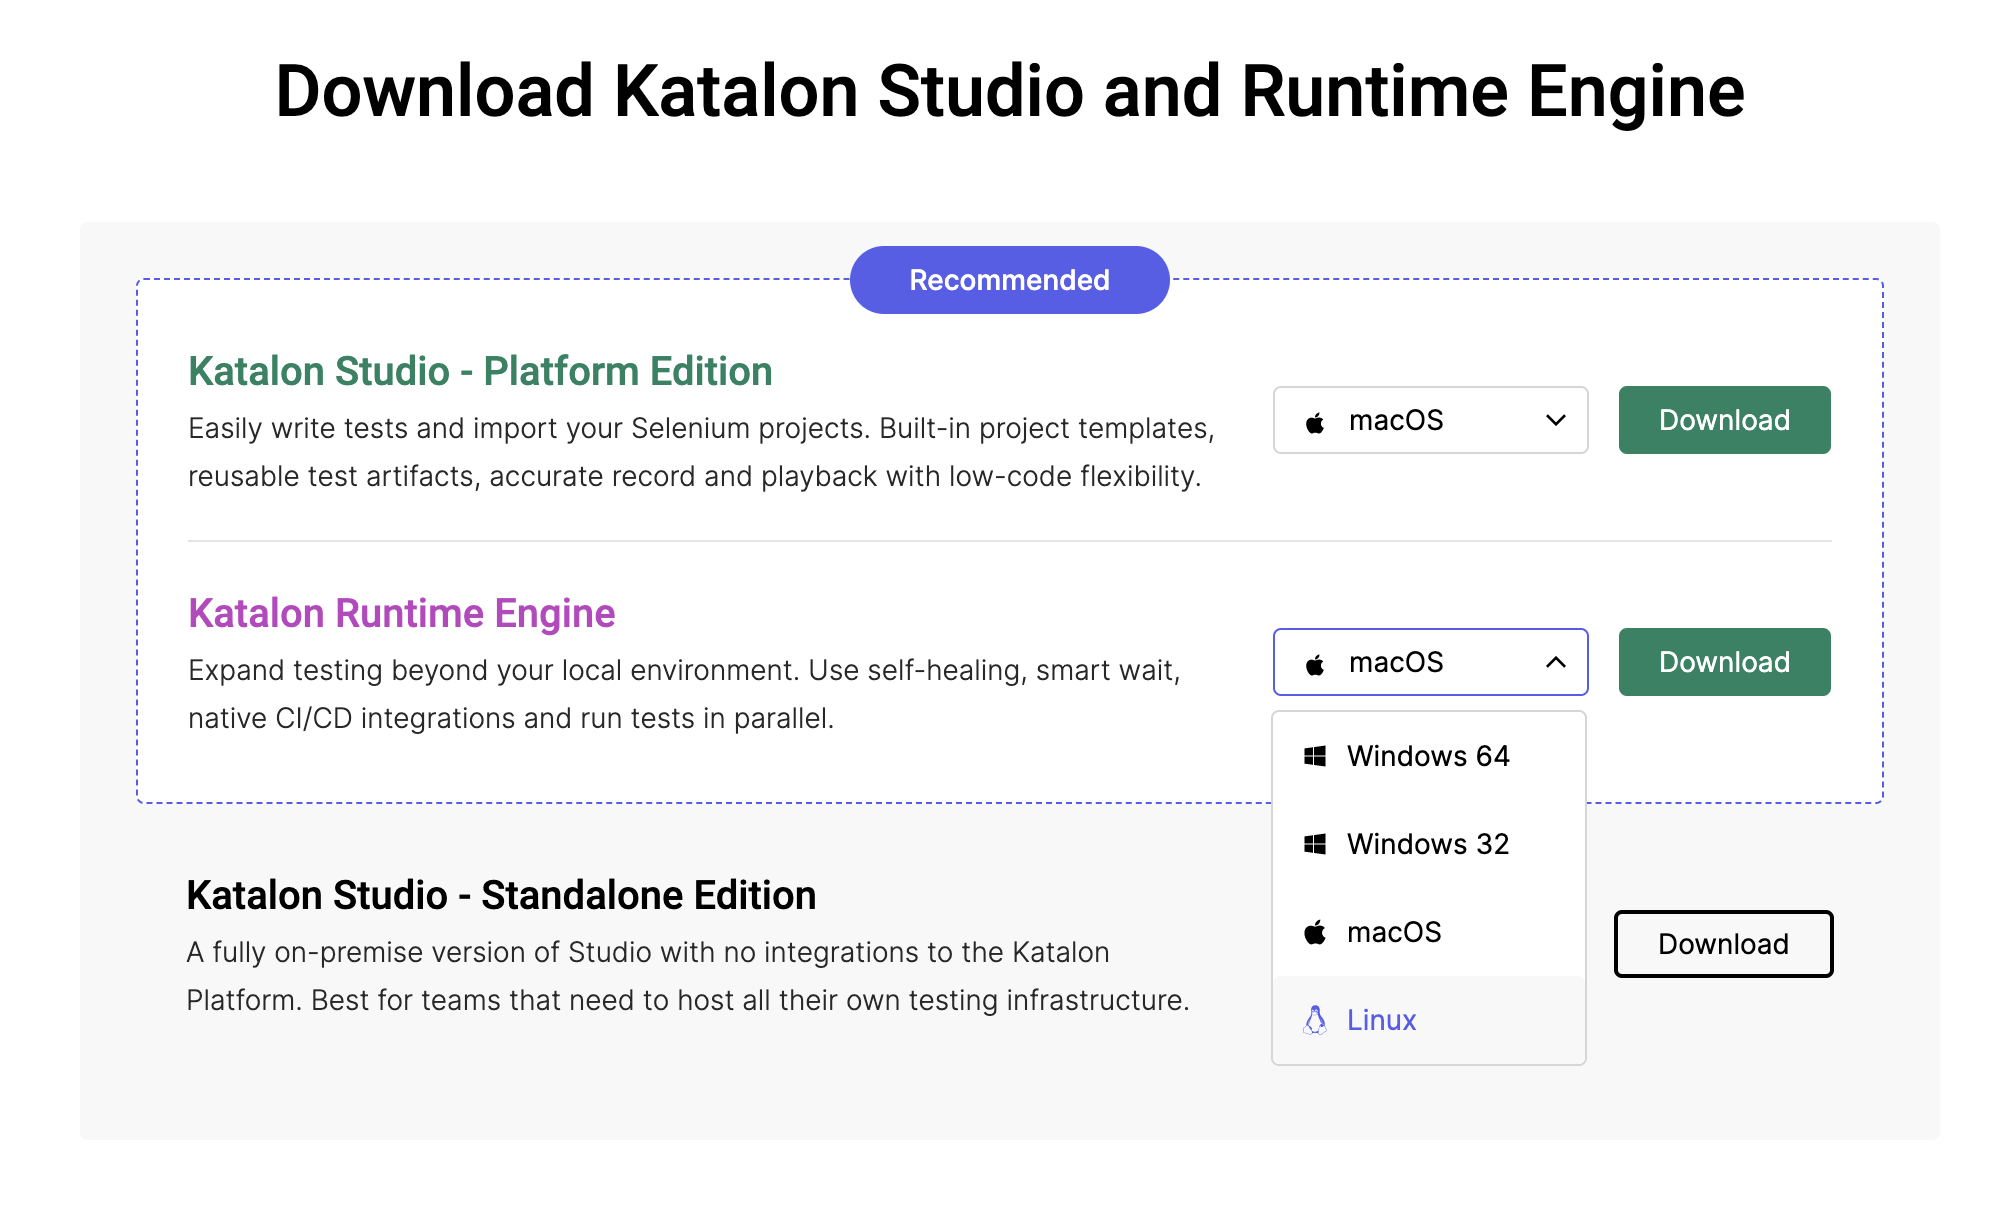 Download Katalon Studio and Runtime Engine
Recommended
Katalon Studio - Platform Edition
Easily write tests and import your Selenium projects. Built-in project templates,
reusable test artifacts, accurate record and playback with low-code flexibility.
macOS
Download
Katalon Runtime Engine
Expand testing beyond your local environment. Use self-healing, smart wait,
native CI/CD integrations and run tests in parallel.
macOS
Download
Windows 64
Windows 32
macOS
Linux
Katalon Studio - Standalone Edition
A fully on-premise version of Studio with no integrations to the Katalon
Platform. Best for teams that need to host all their own testing infrastructure.
Download